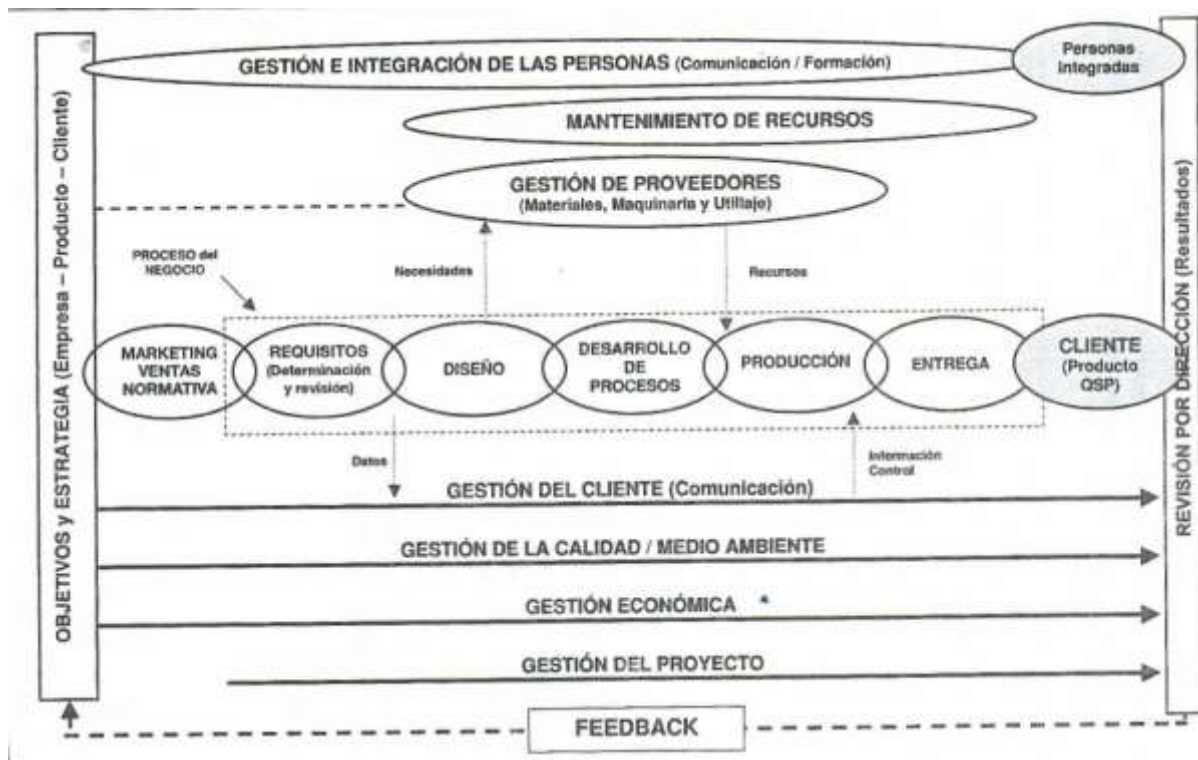 OBJETIVOS y ESTRATEGIA (Empresa – Producto – Cliente)
GESTIÓN E INTEGRACIÓN DE LAS PERSONAS (Comunicación / Formación)
Personas
Integradas
MANTENIMIENTO DE RECURSOS
GESTIÓN DE PROVEEDORES
(Materiales, Maquinaria y Utillaje)
PROCESO del
NEGOCIO
Necesidades
Recursos
MARKETING
VENTAS
NORMATIVA
REQUISITOS
(Determinación
y revisión)
DISEÑO
DESARROLLO
DE
PROCESOS
PRODUCCIÓN
ENTREGA
CLIENTE
(Producto
QSP)
Datos
Información
Control
GESTIÓN DEL CLIENTE (Comunicación)
GESTIÓN DE LA CALIDAD / MEDIO AMBIENTE
GESTIÓN ECONÓMICA
GESTIÓN DEL PROYECTO
FEEDBACK
REVISIÓN POR DIRECCIÓN (Resultados)